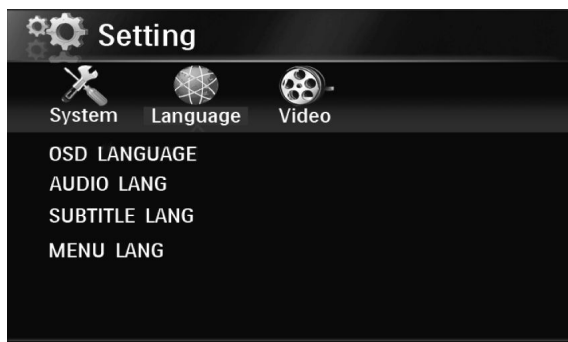 Setting
System Language Video
OSD LANGUAGE
AUDIO LANG
SUBTITLE LANG
MENU LANG